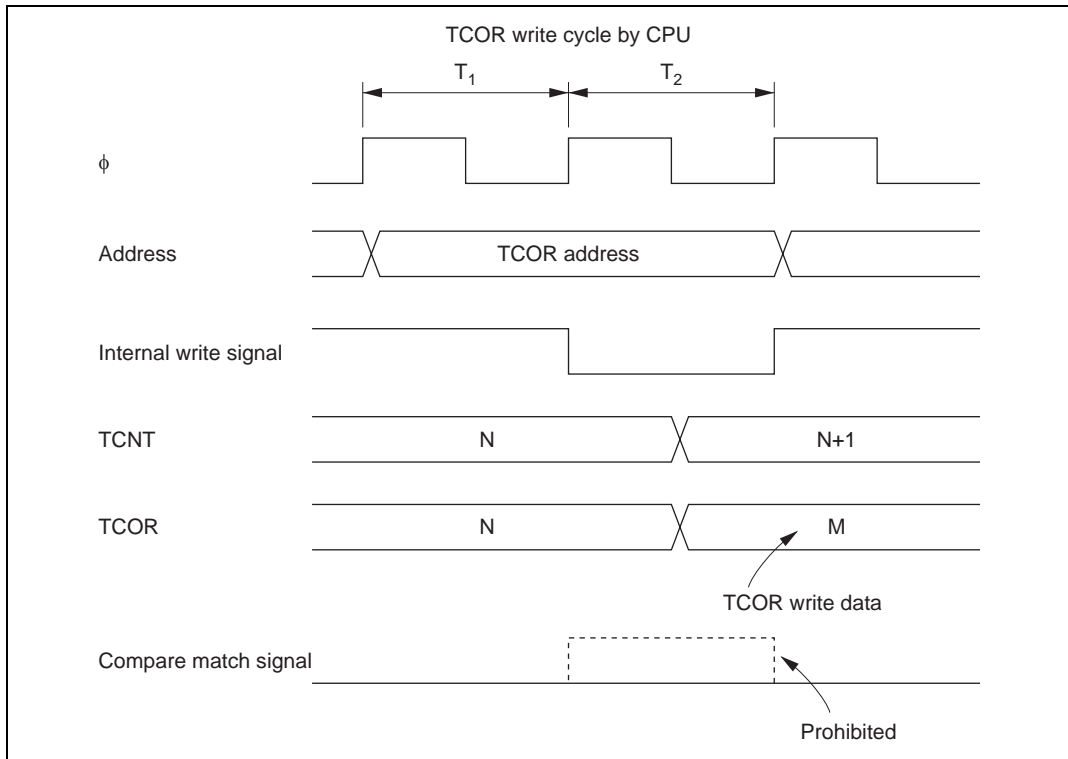 TCOR write cycle by CPU
T1 T2
ϕ
Address TCOR address
Internal write signal
TCNT N N+1
TCOR N M
TCOR write data
Compare match signal
Prohibited